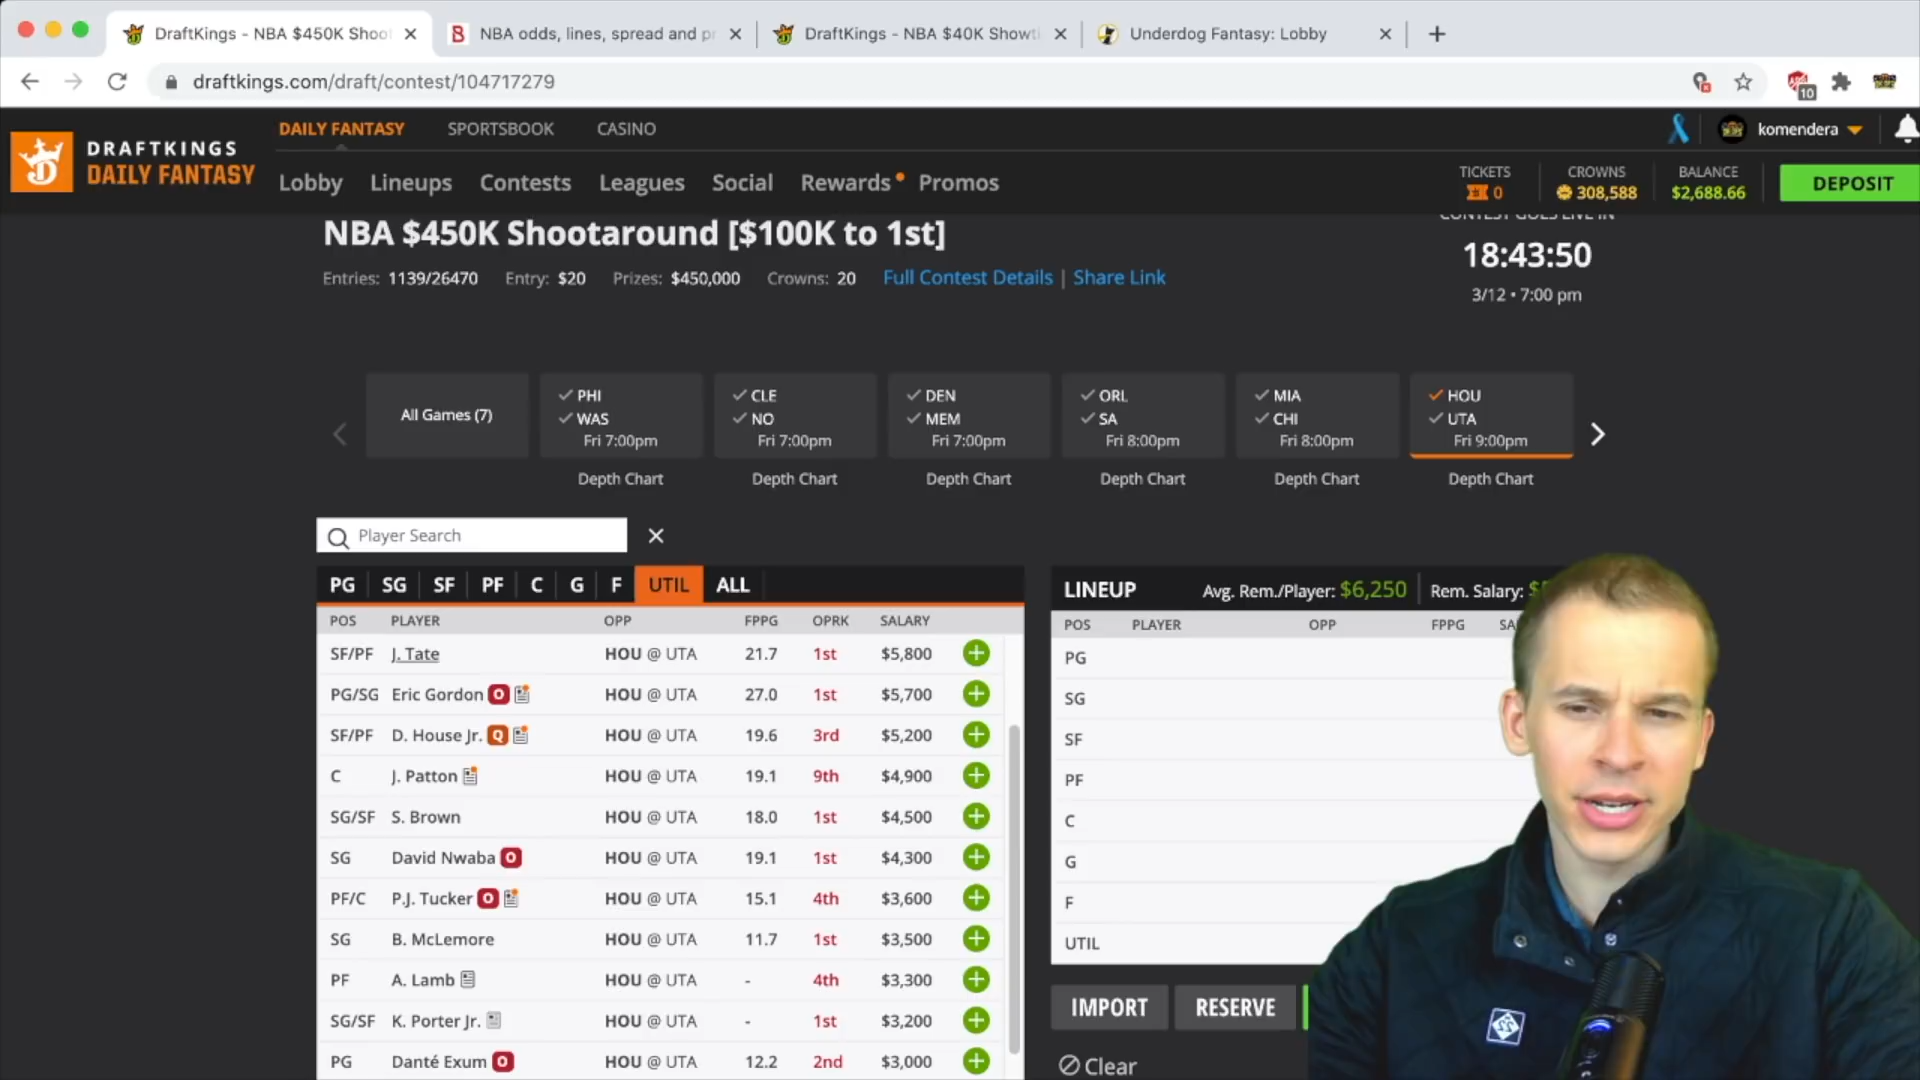 DraftKings - NBA $450K Shoo
NBA odds, lines, spread and p
DraftKings - NBA $40K Showt
Underdog Fantasy: Lobby
draftkings.com/draft/contest/104717279
10
DRAFTKINGS
DAILY FANTASY
DAILY FANTASY SPORTSBOOK CASINO
komendera
Lobby Lineups Contests Leagues Social Rewards Promos
TICKETS
0
CROWNS
308,588
BALANCE
$2,688.66
DEPOSIT
NBA $450K Shootaround [$100K to 1st]
Entries: 1139/26470 Entry: $20 Prizes: $450,000 Crowns: 20 Full Contest Details | Share Link
CONTEST GOES LIVE IN
18:43:50
3/12 • 7:00 pm
All Games (7)
PHI
WAS
Fri 7:00pm
Depth Chart
CLE
NO
Fri 7:00pm
Depth Chart
DEN
MEM
Fri 7:00pm
Depth Chart
ORL
SA
Fri 8:00pm
Depth Chart
MIA
CHI
Fri 8:00pm
Depth Chart
HOU
UTA
Fri 9:00pm
Depth Chart
Player Search
PG SG SF PF C G F UTIL ALL
POS PLAYER OPP FPPG OPRK SALARY
SF/PF J. Tate HOU @ UTA 21.7 1st $5,800
PG/SG Eric Gordon O HOU @ UTA 27.0 1st $5,700
SF/PF D. House Jr. Q HOU @ UTA 19.6 3rd $5,200
C J. Patton HOU @ UTA 19.1 9th $4,900
SG/SF S. Brown HOU @ UTA 18.0 1st $4,500
SG David Nwaba O HOU @ UTA 19.1 1st $4,300
PF/C P.J. Tucker O HOU @ UTA 15.1 4th $3,600
SG B. McLemore HOU @ UTA 11.7 1st $3,500
PF A. Lamb HOU @ UTA - 4th $3,300
SG/SF K. Porter Jr. HOU @ UTA - 1st $3,200
PG Danté Exum O HOU @ UTA 12.2 2nd $3,000
LINEUP Avg. Rem./Player: $6,250 Rem. Salary: $
POS PLAYER OPP FPPG SA
PG
SG
SF
PF
C
G
F
UTIL
IMPORT RESERVE
Clear
22